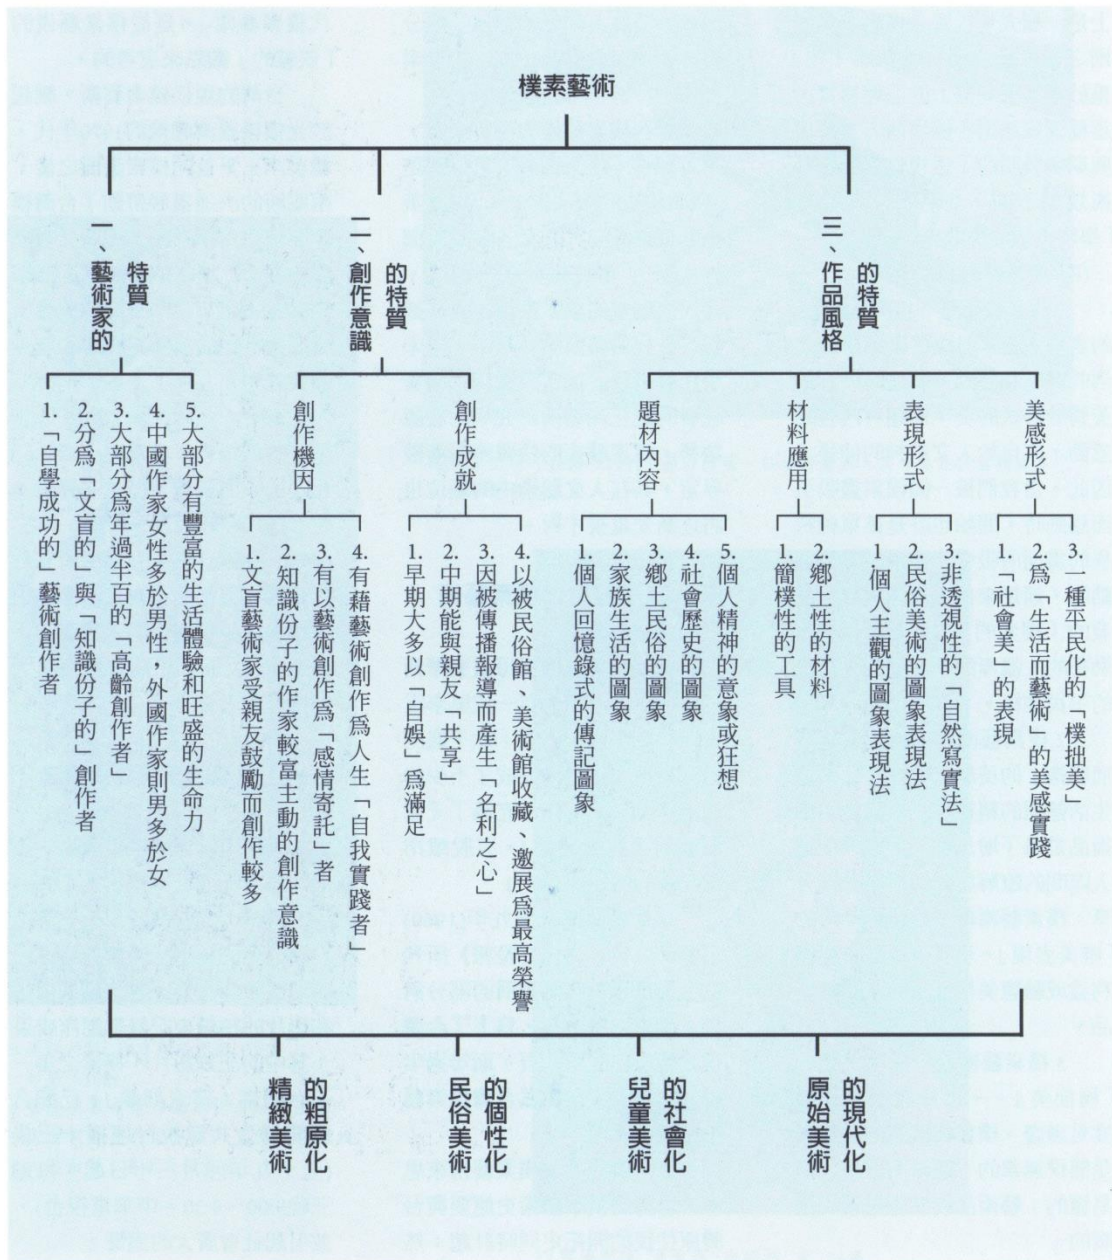 樸素藝術
一、藝術家的
特質
1.「自學成功的」藝術創作者
2.分為「文盲的」與「知識份子的」創作者
3.大部分為年過半百的「高齡創作者」
4.中國作家女性多於男性，外國作家則男多於女
5.大部分有豐富的生活體驗和旺盛的生命力
二、創作意識
的特質
創作機因
1.文盲藝術家受親友鼓勵而創作較多
2.知識份子的作家較富主動的創作意識
3.有以藝術創作為「感情寄託」者
4.有藉藝術創作為人生「自我實踐者」
創作成就
1.早期大多以「自娛」為滿足
2.中期能與親友「共享」
3.因被傳播報導而產生「名利之心」
4.以被民俗館、美術館收藏、邀展為最高榮譽
三、作品風格
的特質
題材內容
1.個人回憶錄式的傳記圖象
2.家族生活的圖象
3.鄉土民俗的圖象
4.社會歷史的圖象
5.個人精神的意象或狂想
材料應用
1.簡樸性的工具
2.鄉土性的材料
表現形式
1.個人主觀的圖象表現法
2.民俗美術的圖象表現法
3.非透視性的「自然寫實法」
美感形式
1.「社會美」的表現
2.為「生活而藝術」的美感實踐
3.一種平民化的「樸拙美」
精緻美術
的粗原化
民俗美術
的個性化
兒童美術
的社會化
原始美術
的現代化